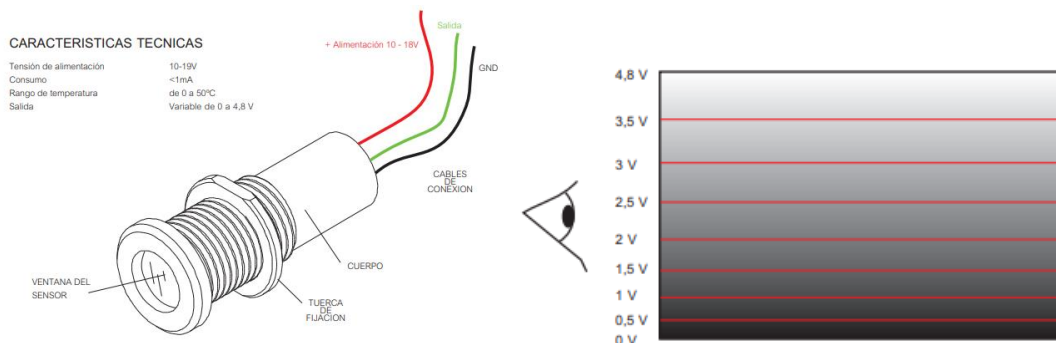 CARACTERISTICAS TECNICAS
Tensión de alimentación 10-19V
Consumo <1mA
Rango de temperatura de 0 a 50ºC
Salida Variable de 0 a 4,8 V
Salida
+ Alimentación 10 - 18V
GND
CABLES
DE
CONEXION
CUERPO
VENTANA DEL
SENSOR
TUERCA
DE
FIJACION
4,8 V
3,5 V
3 V
2,5 V
2 V
1,5 V
1 V
0,5 V
0 V